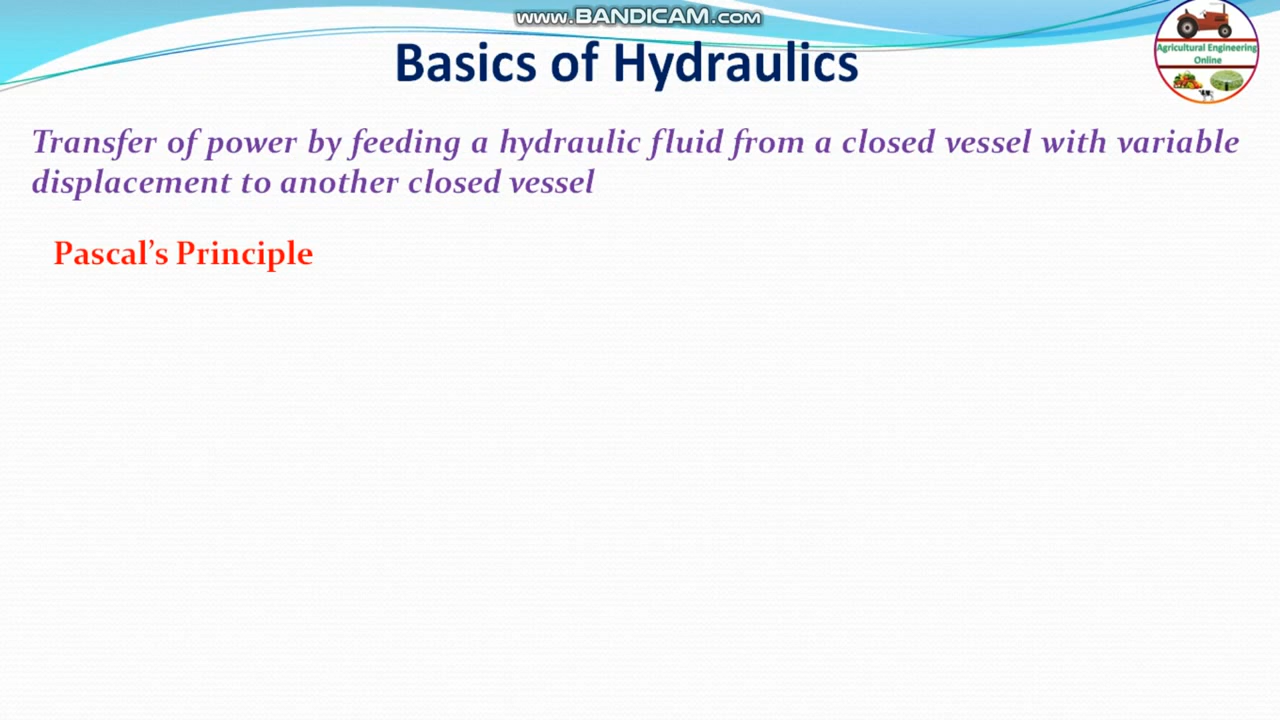 www.BANDICAM.com
Basics of Hydraulics
Agricultural Engineering
Online
Transfer of power by feeding a hydraulic fluid from a closed vessel with variable
displacement to another closed vessel
Pascal’s Principle